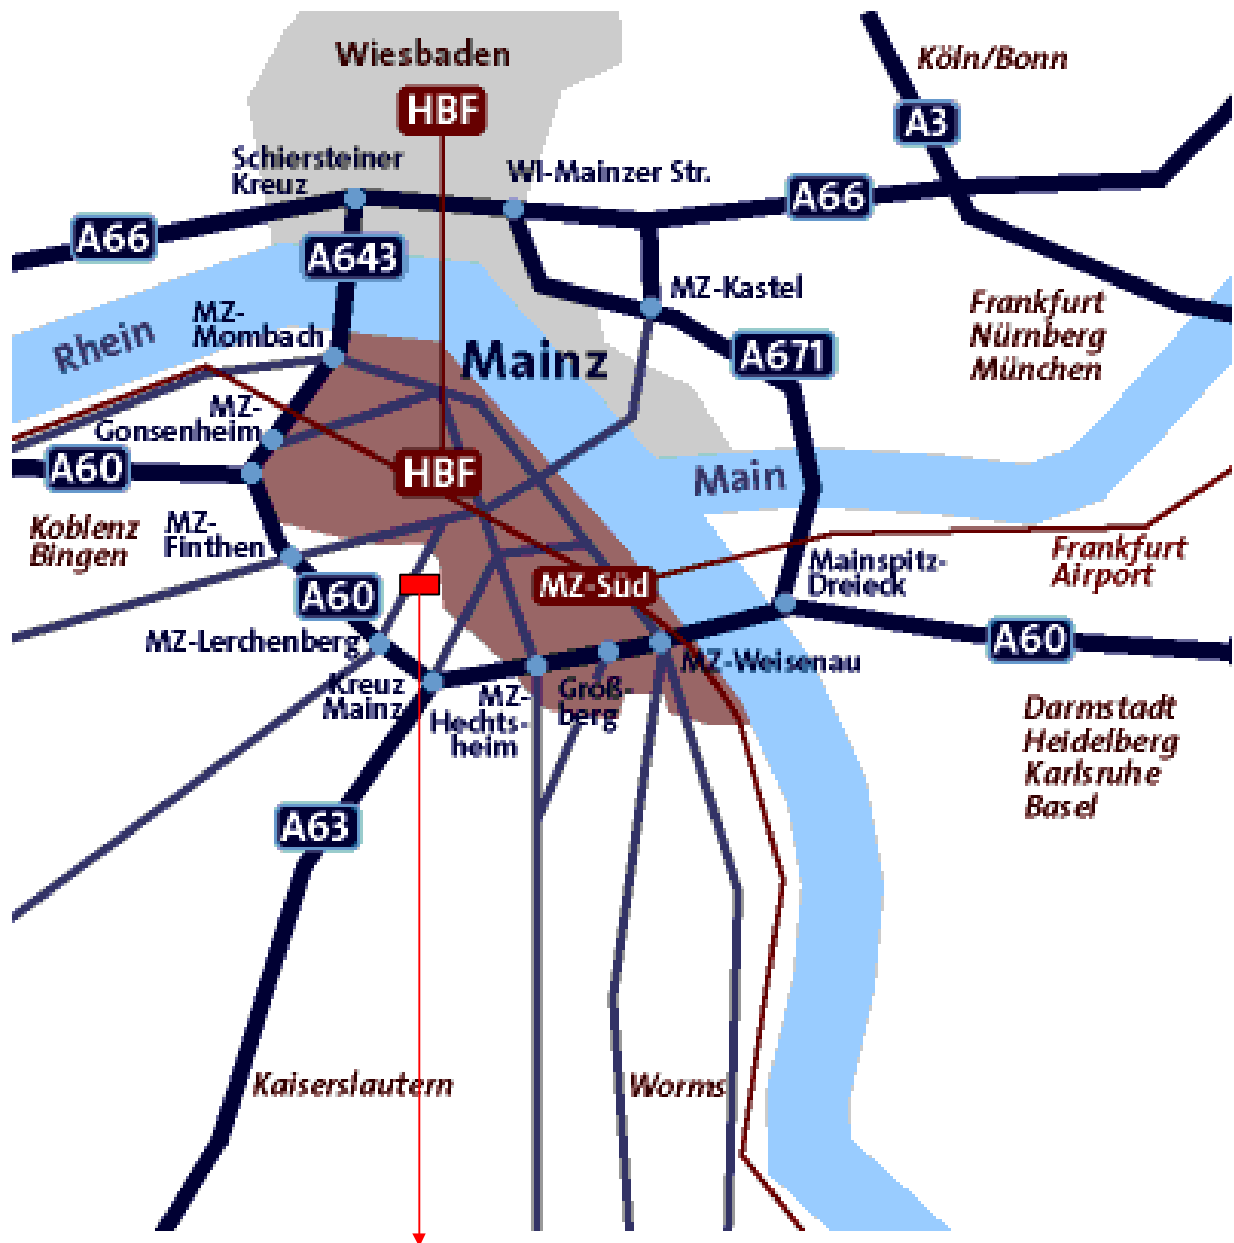 Wiesbaden
Köln/Bonn
HBF
A3
Schiersteiner
Kreuz
WI-Mainzer Str.
A66
A66
A643
MZ-Kastel
Frankfurt
Nürnberg
München
MZ-
Mombach
Rhein
Mainz
A671
MZ-
Gonsenheim
A60
HBF
Main
Koblenz
Bingen
MZ-
Finthen
Frankfurt
Airport
Mainspitz-
Dreieck
MZ-Süd
A60
MZ-Lerchenberg
A60
MZ-Weisenau
Kreuz
Mainz
MZ-
Hechts-
heim
Groß-
berg
Darmstadt
Heidelberg
Karlsruhe
Basel
A63
Kaiserslautern
Worms